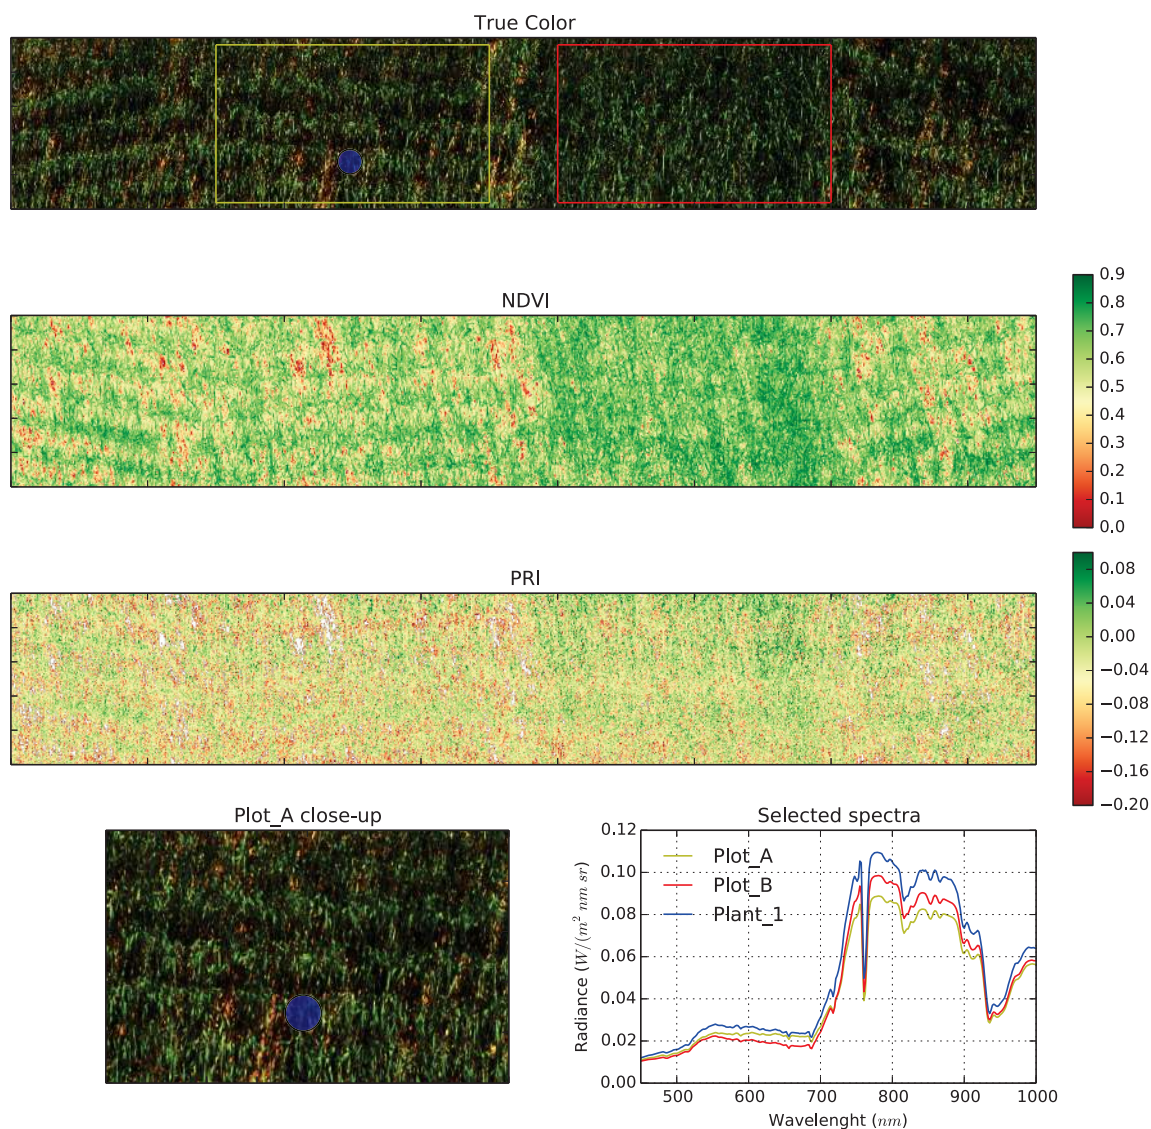 True Color
NDVI
0.9
0.8
0.7
0.6
0.5
0.4
0.3
0.2
0.1
0.0
PRI
0.08
0.04
0.00
−0.04
−0.08
−0.12
−0.16
−0.20
Plot_A close-up
Selected spectra
Radiance (W/(m² nm sr)
0.12
0.10
0.08
0.06
0.04
0.02
0.00
Plot_A
Plot_B
Plant_1
500 600 700 800 900 1000
Wavelenght (nm)